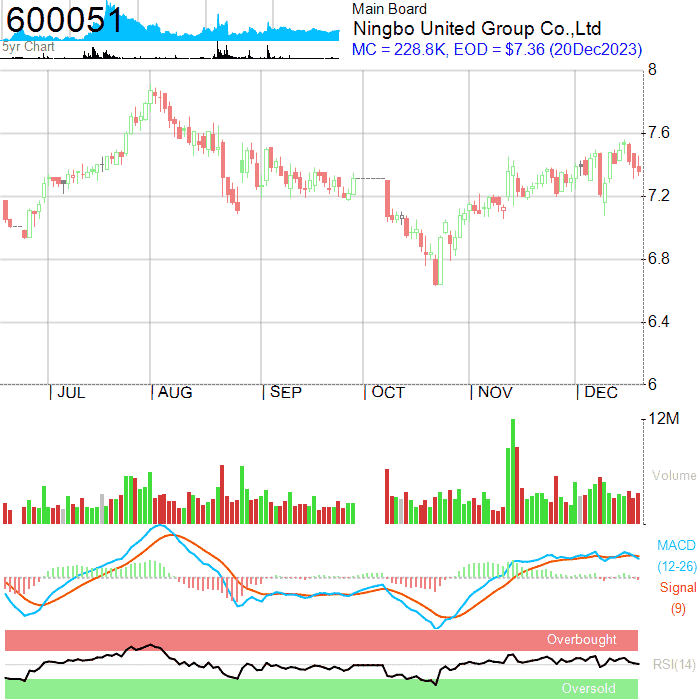 600051
5yr Chart
Main Board
Ningbo United Group Co.,Ltd
MC = 228.8K, EOD = $7.36 (20Dec2023)
8
7.6
7.2
6.8
6.4
6
JUL AUG SEP OCT NOV DEC
12M
Volume
MACD
(12-26)
Signal
(9)
Overbought
RSI(14)
Oversold